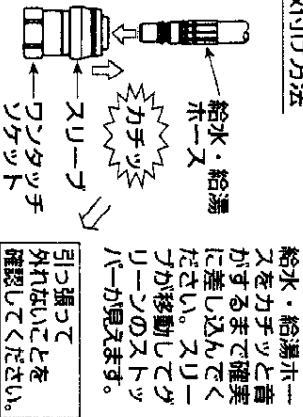 付け方法
給水・給湯
ホース
カチッ
スリーブ
ワンタッチ
ソケット
給水・給湯ホー
スをカチッと音
がするまで確実
に差し込んでく
ださい。スリー
ブが移動してグ
リーンのストッ
パーが見えます。
引っ張って
外れないことを
確認してください。